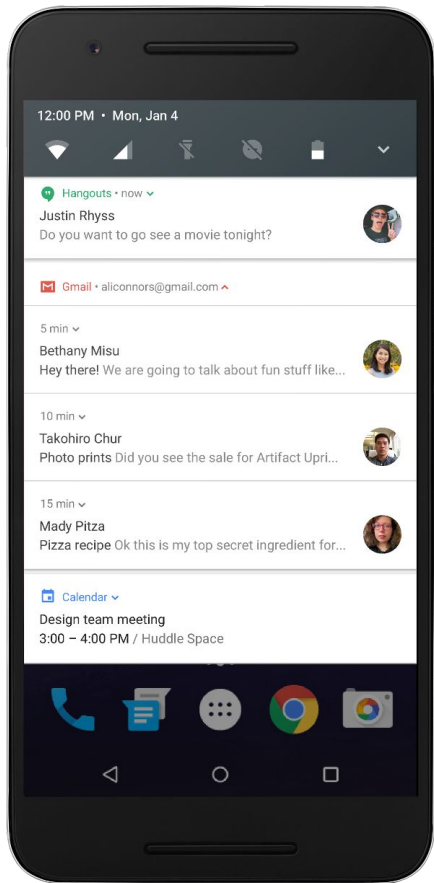 12:00 PM • Mon, Jan 4
Hangouts • now
Justin Rhyss
Do you want to go see a movie tonight?
Gmail • aliconnors@gmail.com
5 min
Bethany Misu
Hey there! We are going to talk about fun stuff like...
10 min
Takohiro Chur
Photo prints Did you see the sale for Artifact Upri...
15 min
Mady Pitza
Pizza recipe Ok this is my top secret ingredient for...
Calendar
Design team meeting
3:00 – 4:00 PM / Huddle Space